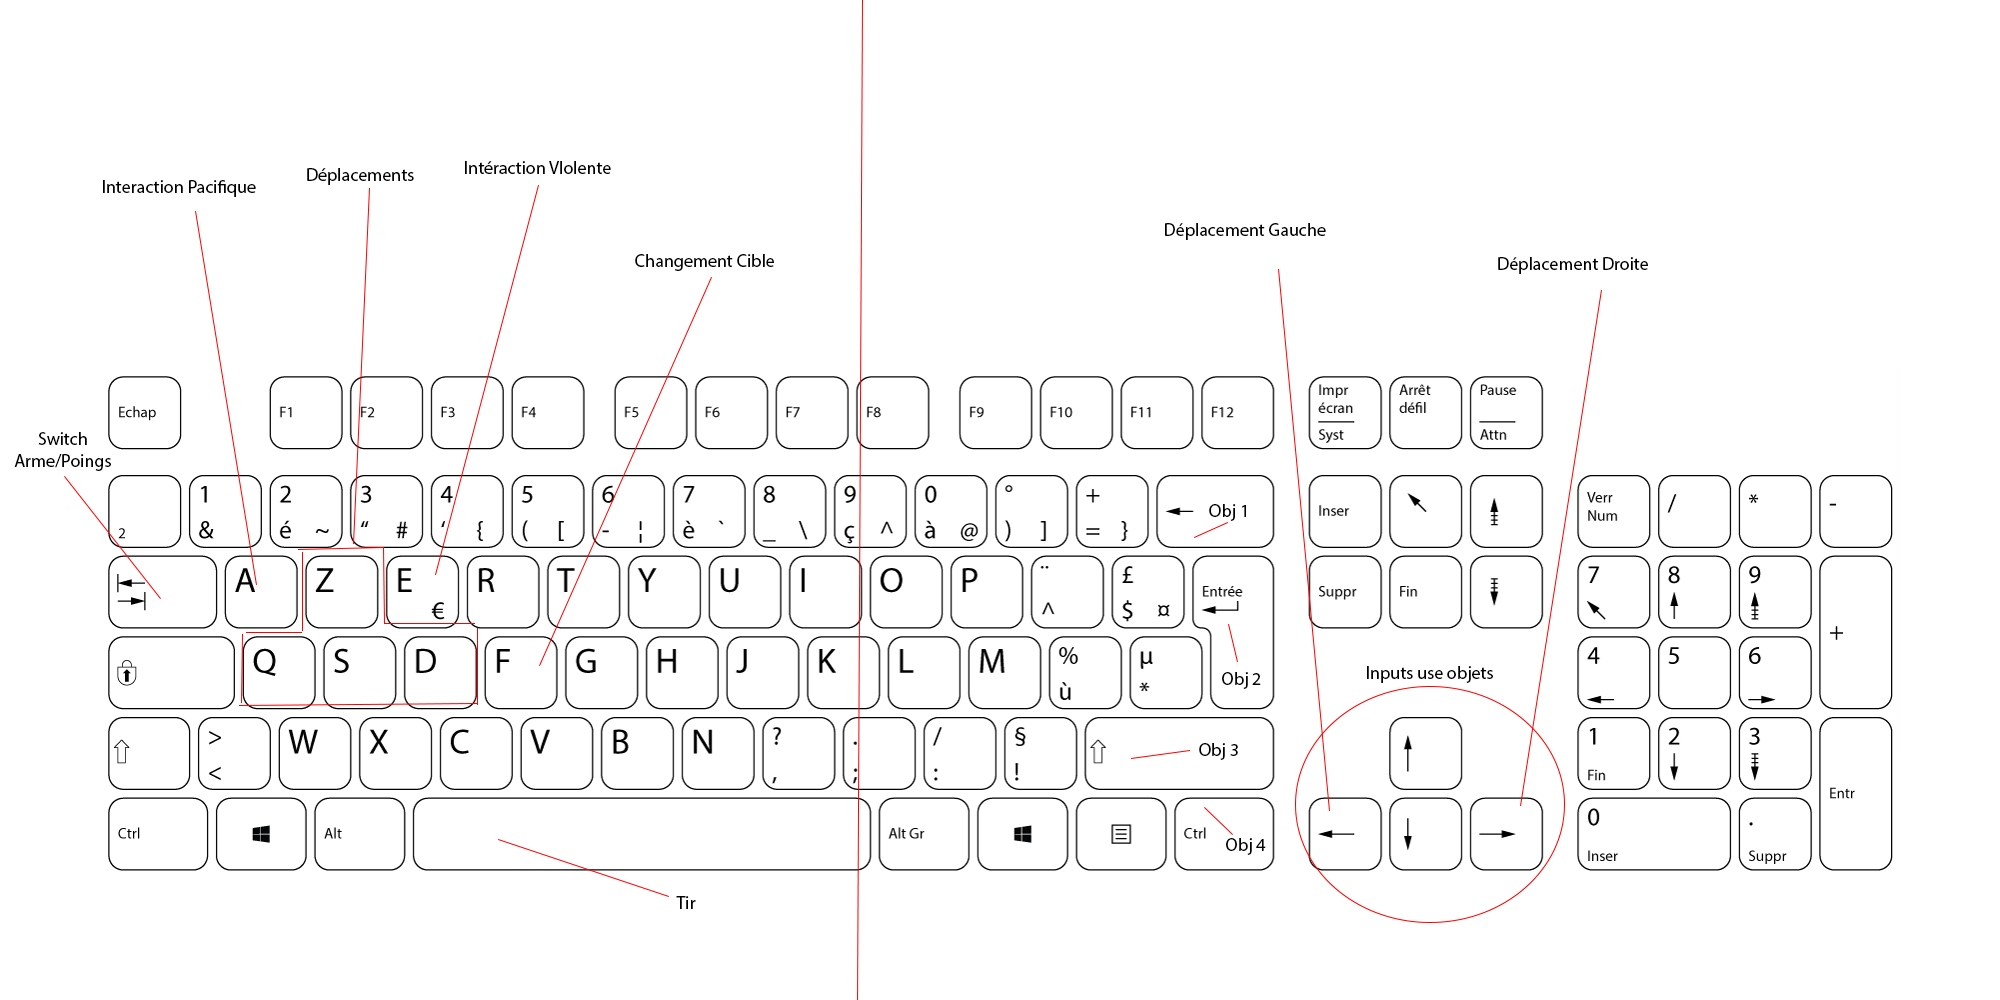 Interaction Pacifique
Déplacements
Intéraction VIolente
Changement Cible
Déplacement Gauche
Déplacement Droite
Switch
Arme/Poings
Echap
F1
F2
F3
F4
F5
F6
F7
F8
F9
F10
F11
F12
Impr
écran
Syst
Arrêt
défil
Pause
Attn
2
1
&
2
é ~
3
“ #
4
‘ {
5
( [
6
- ¦
7
è `
8
_ \
9
ç ^
0
à @
°
) ]
+
= }
← Obj 1
Inser
Verr
Num
/
*
-
A
Z
E
€
R
T
Y
U
I
O
P
¨
^
£
$ ¤
Entrée
Obj 2
Suppr
Fin
7
8
9
+
Q
S
D
F
G
H
J
K
L
M
%
ù
µ
*
4
5
6
Inputs use objets
>
<
W
X
C
V
B
N
?
,
.
;
/
:
§
!
Obj 3
1
Fin
2
3
Entr
Ctrl
Alt
Alt Gr
Ctrl
Obj 4
0
Inser
.
Suppr
Tir